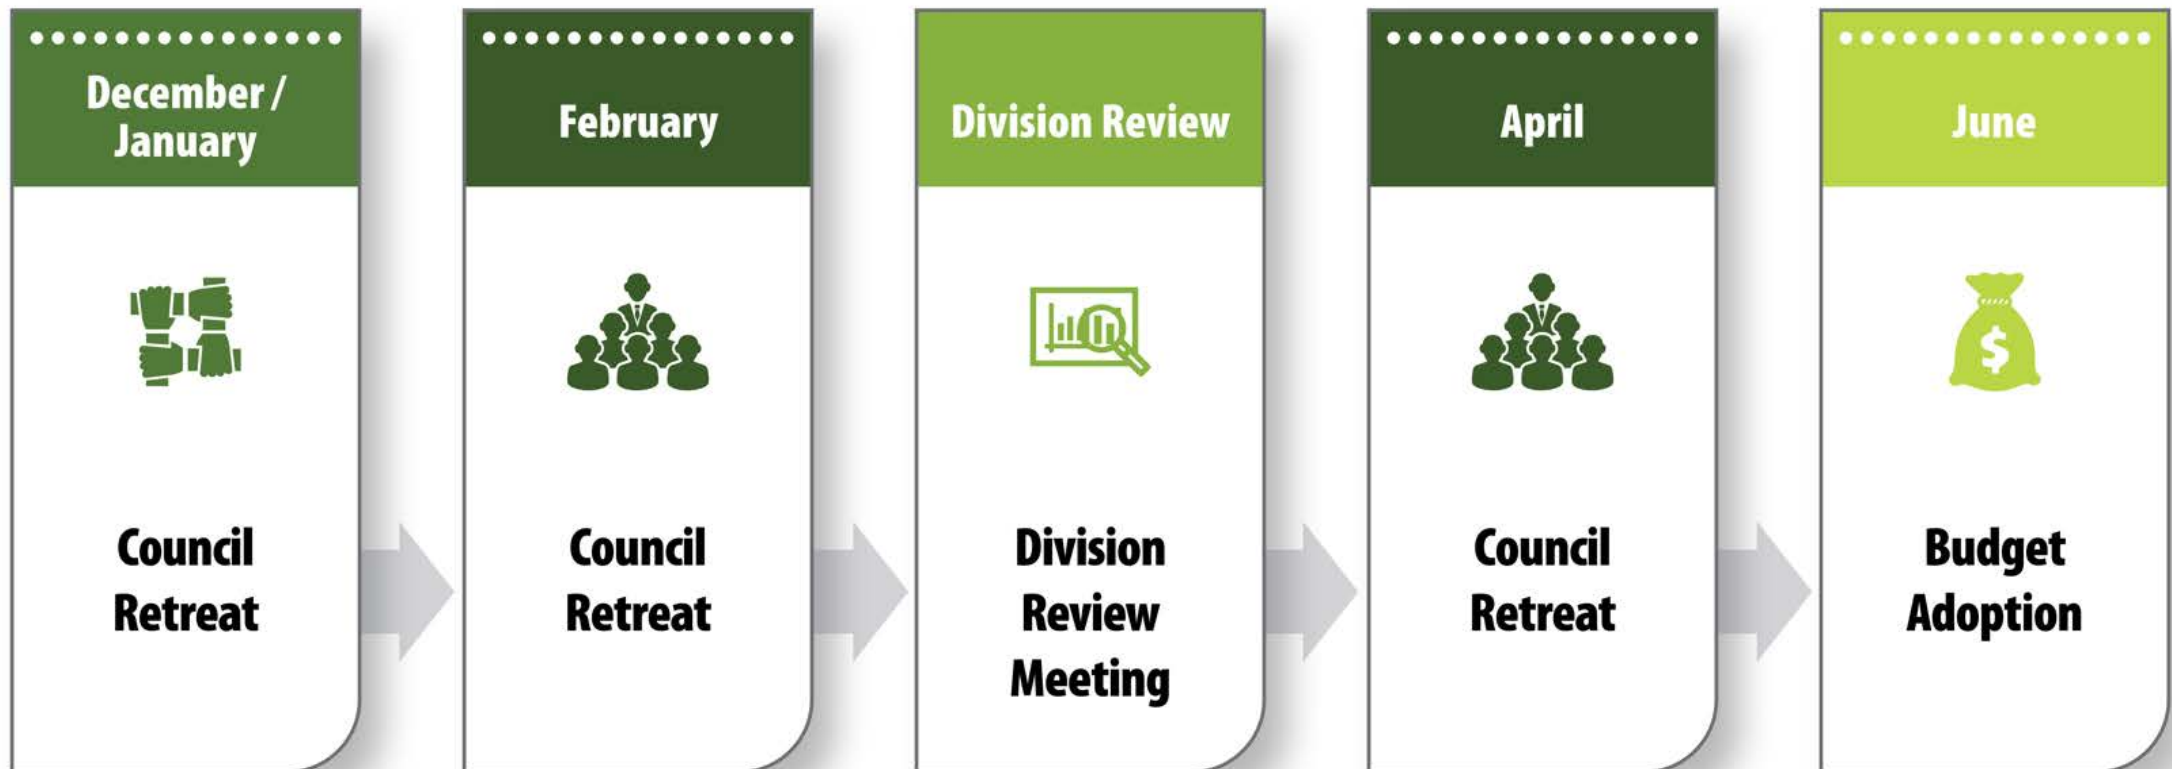 December /
January
Council
Retreat
February
Council
Retreat
Division Review
Division
Review
Meeting
April
Council
Retreat
June
$
Budget
Adoption